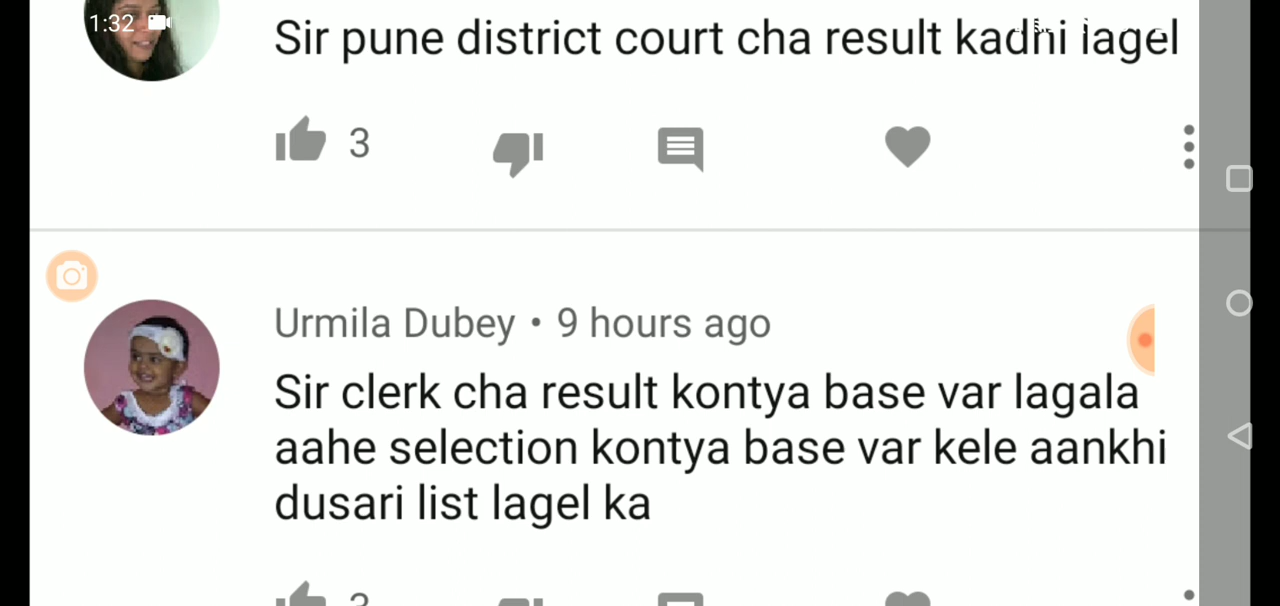 1:32
Sir pune district court cha result kadhi lagel
3
Urmila Dubey • 9 hours ago
Sir clerk cha result kontya base var lagala
aahe selection kontya base var kele aankhi
dusari list lagel ka